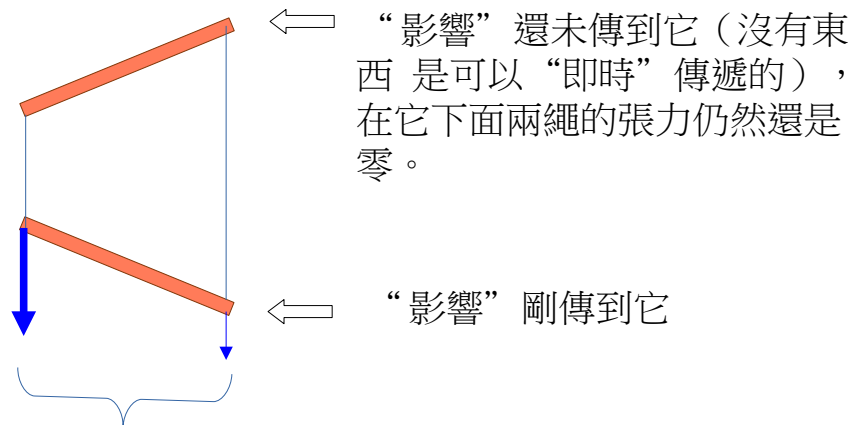 “影響”還未傳到它（沒有東
西 是可以“即時”傳遞的），
在它下面兩繩的張力仍然還是
零。
“影響”剛傳到它